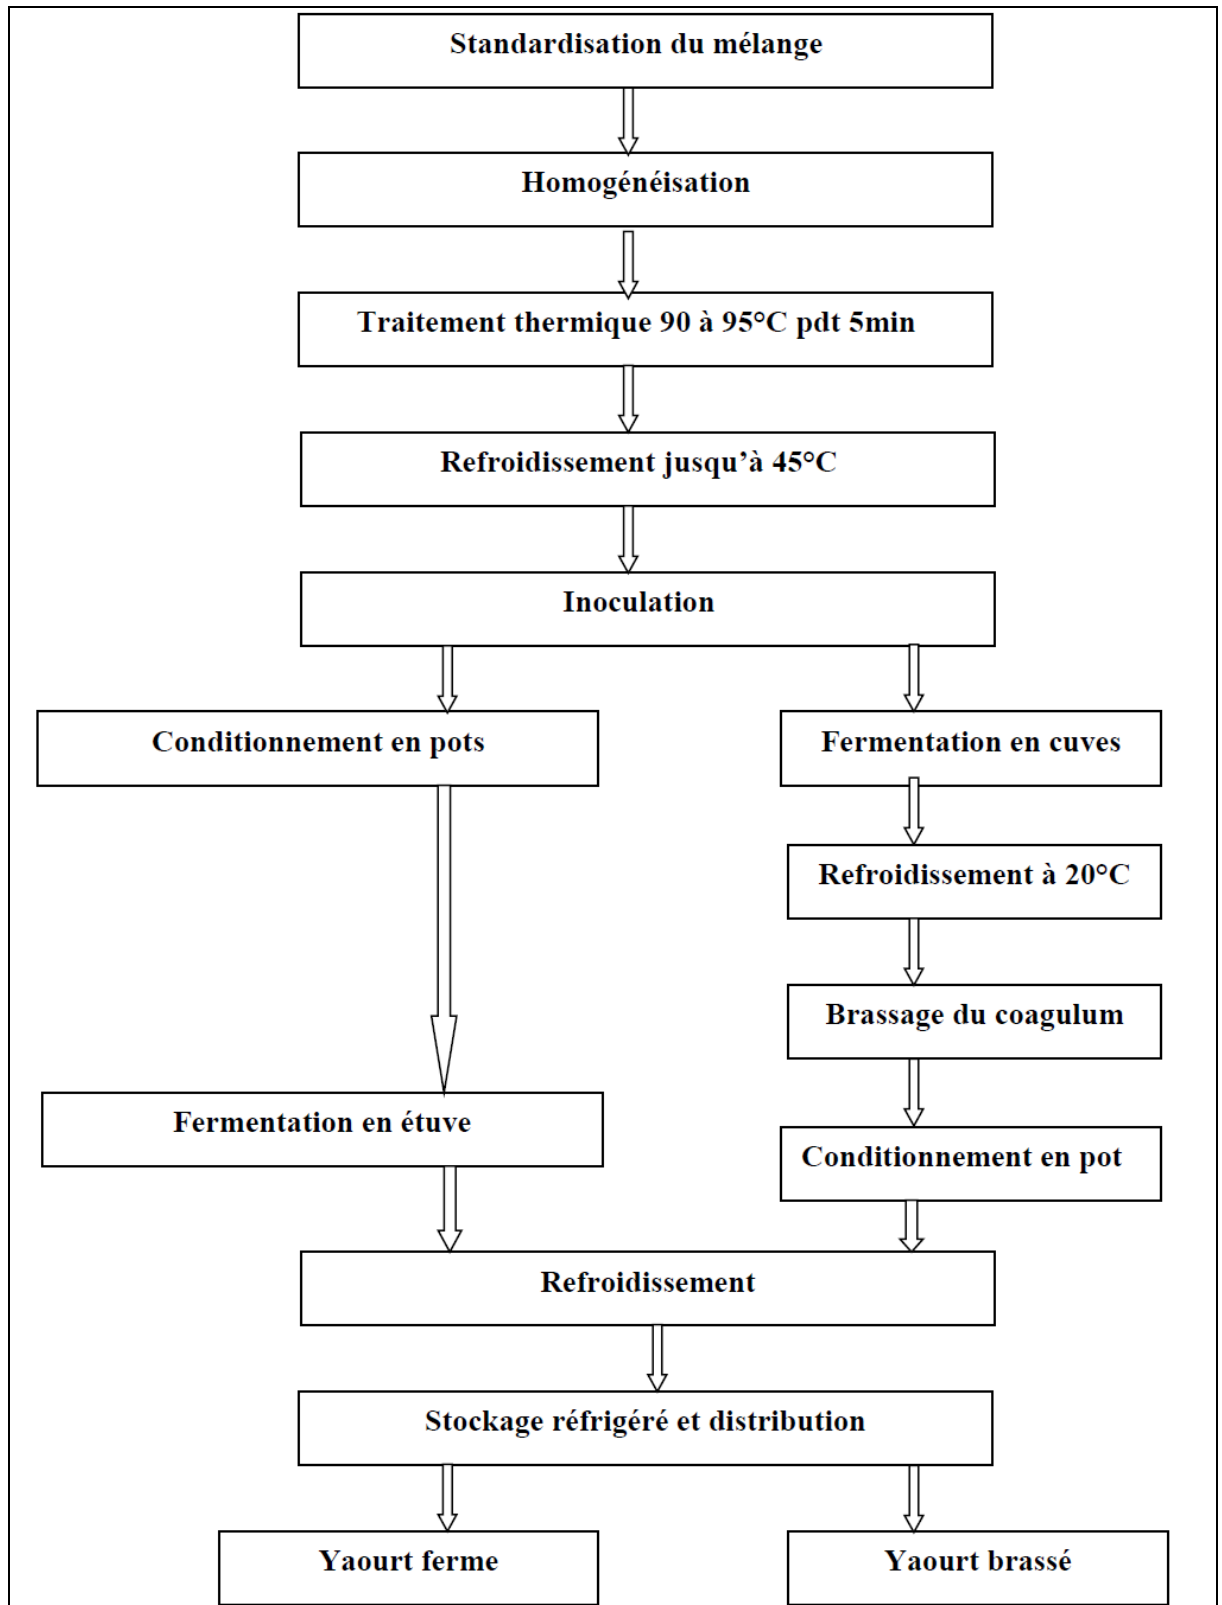 Standardisation du mélange
Homogénéisation
Traitement thermique 90 à 95°C pdt 5min
Refroidissement jusqu’à 45°C
Inoculation
Conditionnement en pots
Fermentation en cuves
Refroidissement à 20°C
Brassage du coagulum
Fermentation en étuve
Conditionnement en pot
Refroidissement
Stockage réfrigéré et distribution
Yaourt ferme
Yaourt brassé